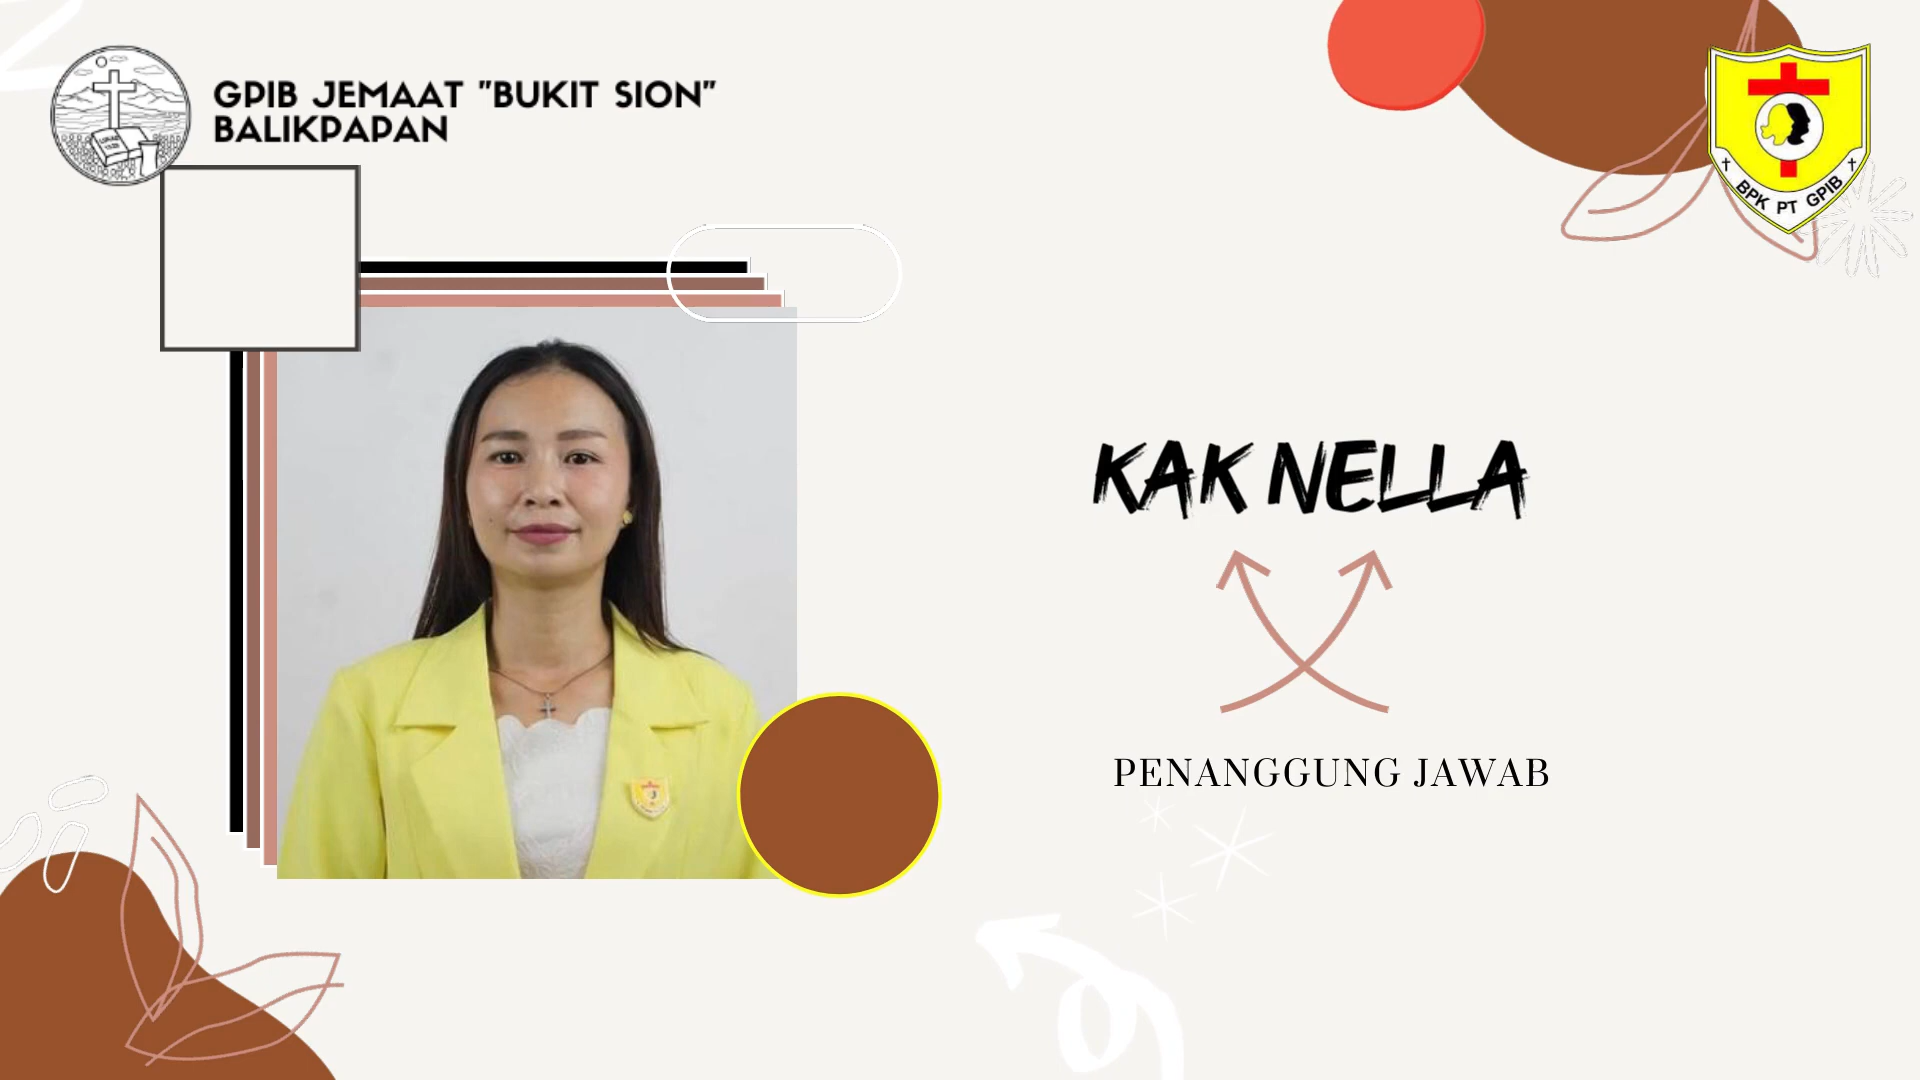 GPIB JEMAAT "BUKIT SION"
BALIKPAPAN
BPK PT GPIB
KAK NELLA
PENANGGUNG JAWAB